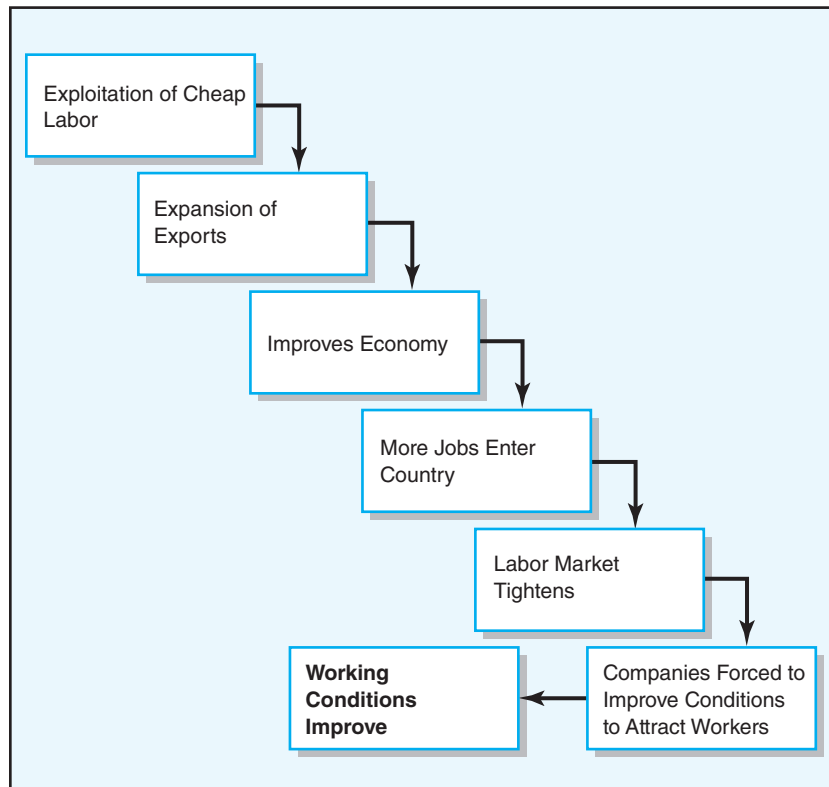 Exploitation of Cheap
Labor
Expansion of
Exports
Improves Economy
More Jobs Enter
Country
Labor Market
Tightens
Companies Forced to
Improve Conditions
to Attract Workers
Working
Conditions
Improve